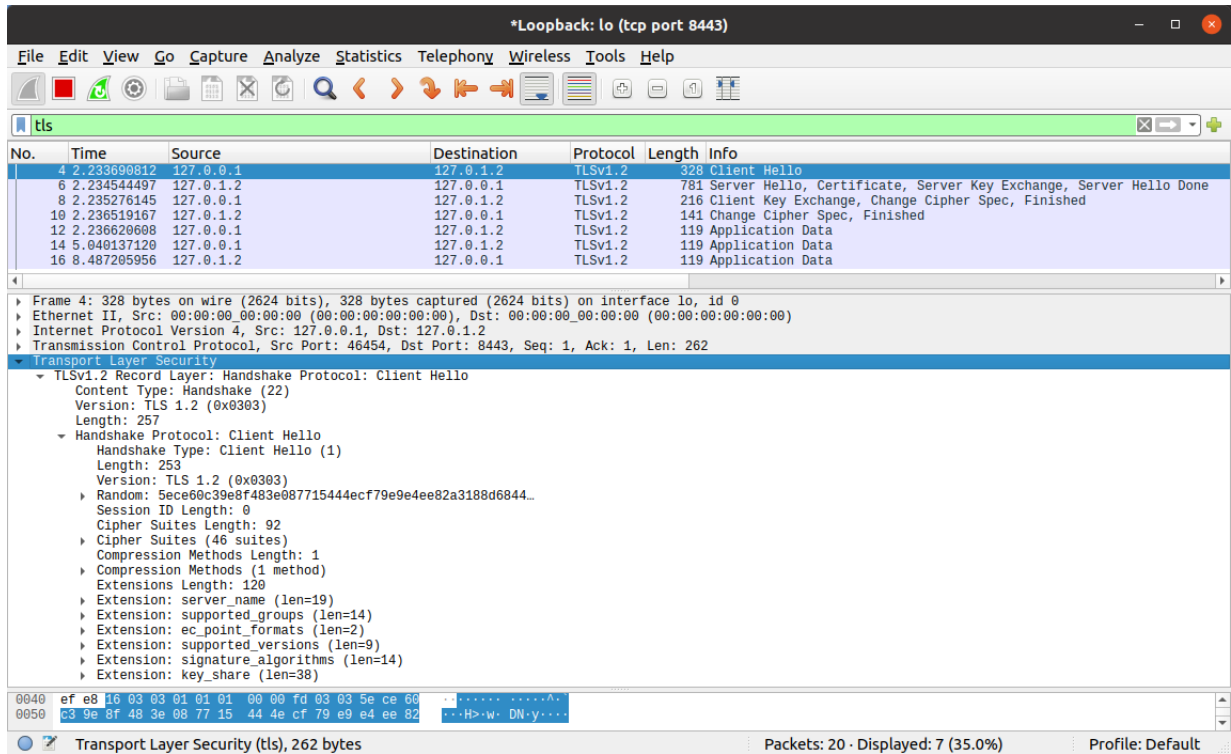 *Loopback: lo (tcp port 8443)
File Edit View Go Capture Analyze Statistics Telephony Wireless Tools Help
tls
No. Time Source Destination Protocol Length Info
4 2.233690812 127.0.0.1 127.0.1.2 TLSv1.2 328 Client Hello
6 2.234544497 127.0.1.2 127.0.0.1 TLSv1.2 781 Server Hello, Certificate, Server Key Exchange, Server Hello Done
8 2.235276145 127.0.0.1 127.0.1.2 TLSv1.2 216 Client Key Exchange, Change Cipher Spec, Finished
10 2.236519167 127.0.1.2 127.0.0.1 TLSv1.2 141 Change Cipher Spec, Finished
12 2.236620608 127.0.0.1 127.0.1.2 TLSv1.2 119 Application Data
14 5.040137120 127.0.0.1 127.0.1.2 TLSv1.2 119 Application Data
16 8.487205956 127.0.1.2 127.0.0.1 TLSv1.2 119 Application Data
Frame 4: 328 bytes on wire (2624 bits), 328 bytes captured (2624 bits) on interface lo, id 0
Ethernet II, Src: 00:00:00_00:00:00 (00:00:00:00:00:00), Dst: 00:00:00_00:00:00 (00:00:00:00:00:00)
Internet Protocol Version 4, Src: 127.0.0.1, Dst: 127.0.1.2
Transmission Control Protocol, Src Port: 46454, Dst Port: 8443, Seq: 1, Ack: 1, Len: 262
Transport Layer Security
TLSv1.2 Record Layer: Handshake Protocol: Client Hello
Content Type: Handshake (22)
Version: TLS 1.2 (0x0303)
Length: 257
Handshake Protocol: Client Hello
Handshake Type: Client Hello (1)
Length: 253
Version: TLS 1.2 (0x0303)
Random: 5ece60c39e8f483e087715444ecf79e9e4ee82a3188d6844…
Session ID Length: 0
Cipher Suites Length: 92
Cipher Suites (46 suites)
Compression Methods Length: 1
Compression Methods (1 method)
Extensions Length: 120
Extension: server_name (len=19)
Extension: supported_groups (len=14)
Extension: ec_point_formats (len=2)
Extension: supported_versions (len=9)
Extension: signature_algorithms (len=14)
Extension: key_share (len=38)
0040 ef e8 16 03 03 01 01 01 00 00 fd 03 03 5e ce 60 ·············^·`
0050 c3 9e 8f 48 3e 08 77 15 44 4e cf 79 e9 e4 ee 82 ···H>·w· DN·y····
Transport Layer Security (tls), 262 bytes Packets: 20 · Displayed: 7 (35.0%) Profile: Default